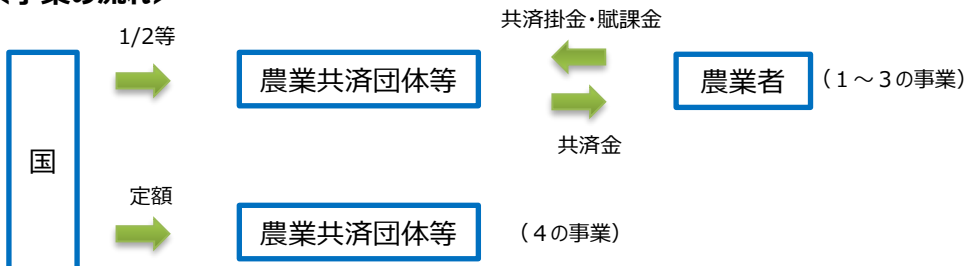 1/2等
共済掛金・賦課金
農業共済団体等
農業者
(1～3の事業)
共済金
国
定額
農業共済団体等
(4の事業)